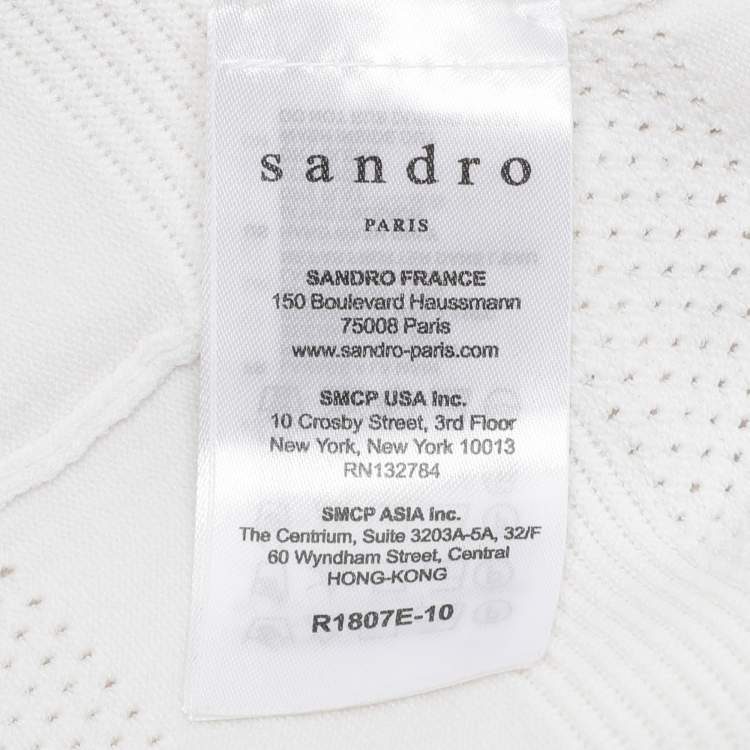 sandro
PARIS
SANDRO FRANCE
150 Boulevard Haussmann
75008 Paris
www.sandro-paris.com
SMCP USA Inc.
10 Crosby Street, 3rd Floor
New York, New York 10013
RN132784
SMCP ASIA Inc.
The Centrium, Suite 3203A-5A, 32/F
60 Wyndham Street, Central
HONG-KONG
R1807E-10